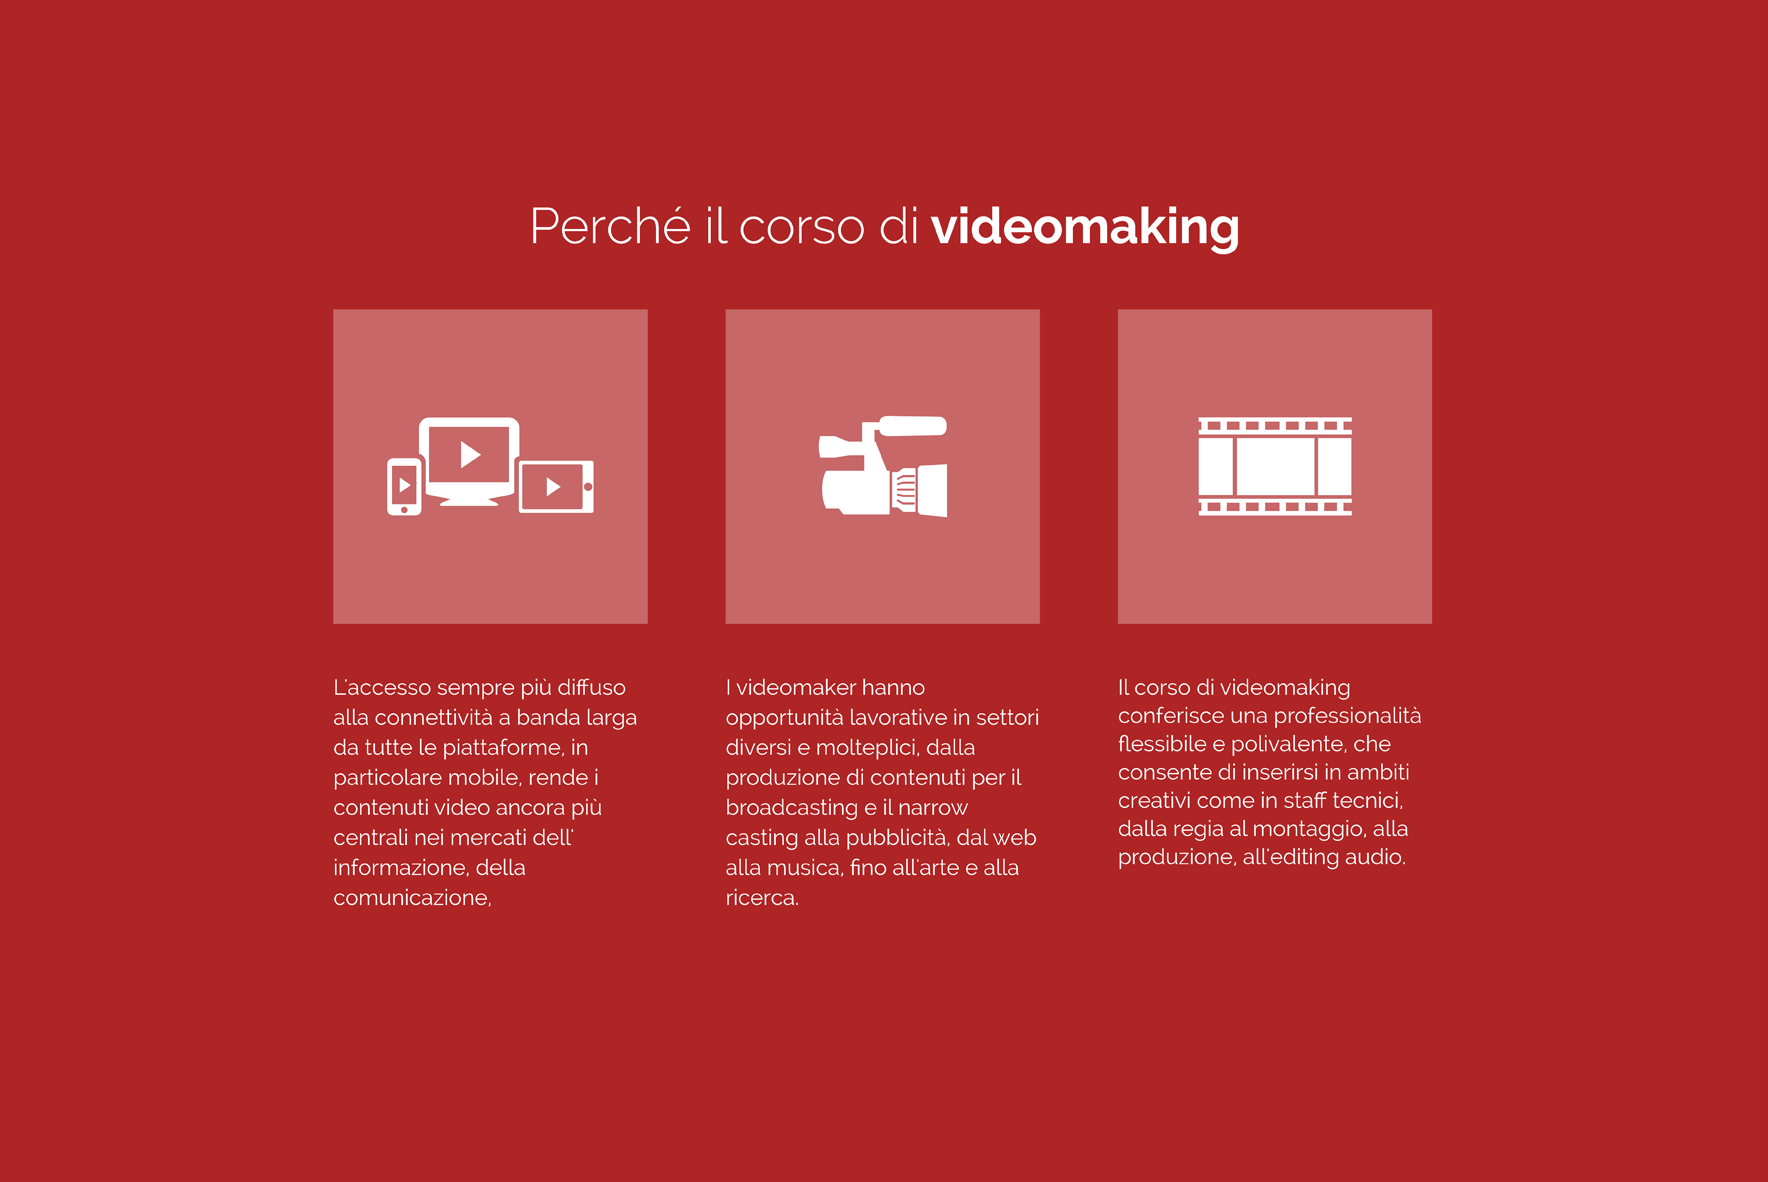 Perché il corso di videomaking
L'accesso sempre più diffuso
alla connettività a banda larga
da tutte le piattaforme, in
particolare mobile, rende i
contenuti video ancora più
centrali nei mercati dell'
informazione, della
comunicazione,
I videomaker hanno
opportunità lavorative in settori
diversi e molteplici, dalla
produzione di contenuti per il
broadcasting e il narrow
casting alla pubblicità, dal web
alla musica, fino all'arte e alla
ricerca.
Il corso di videomaking
conferisce una professionalità
flessibile e polivalente, che
consente di inserirsi in ambiti
creativi come in staff tecnici,
dalla regia al montaggio, alla
produzione, all'editing audio.